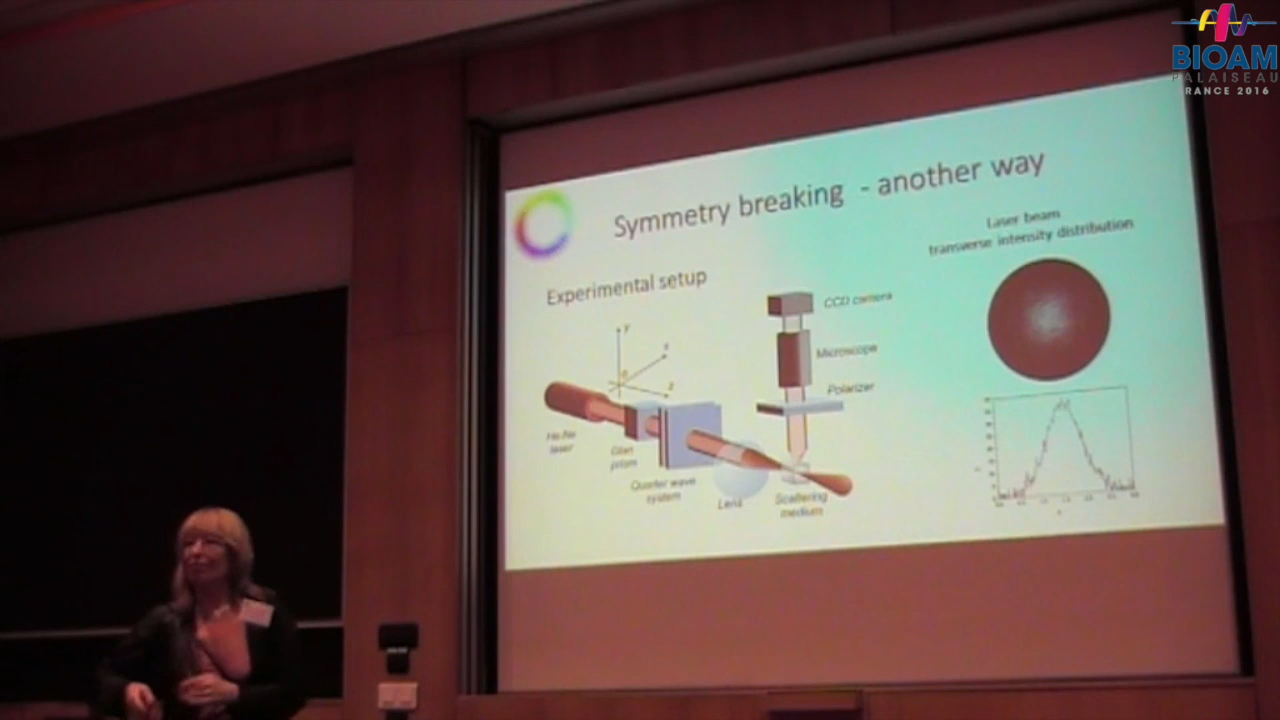 BIOAM
PALAISEAU
RANCE 2016
Symmetry breaking - another way
Laser beam
transverse intensity distribution
Experimental setup
CCD camera
Microscope
Polarizer
y
x
z
He-Ne
laser
Glan
prism
Quarter wave
system
Lens
Scattering
medium